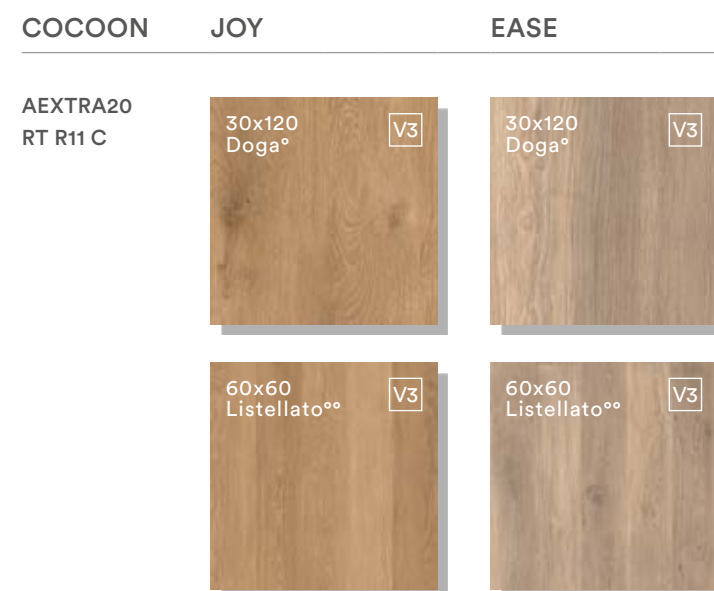 COCOON JOY EASE
AEXTRA20
RT R11 C
30x120
Doga°
V3
30x120
Doga°
V3
60x60
Listellato°°
V3
60x60
Listellato°°
V3